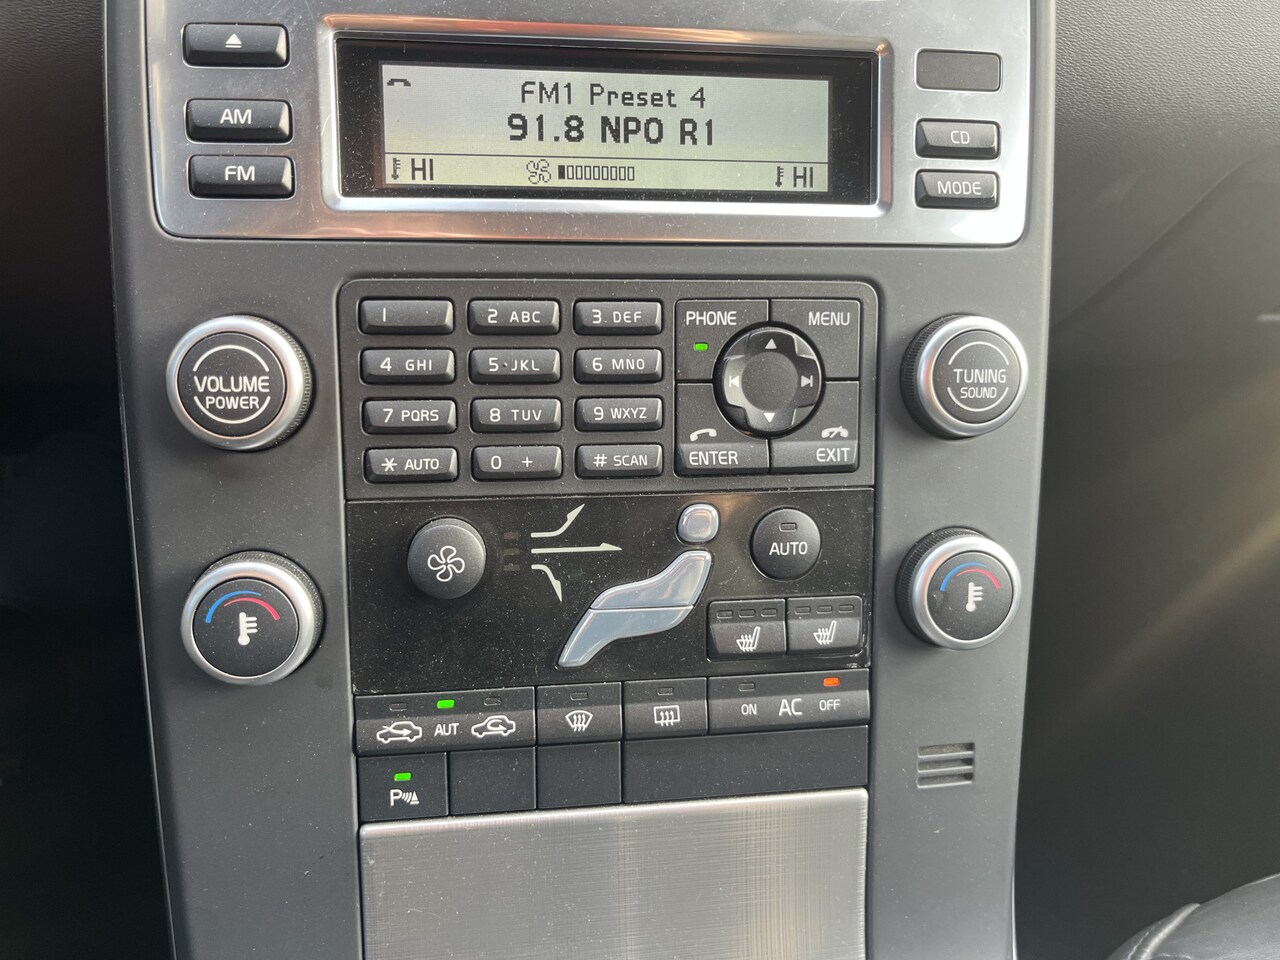 FM1 Preset 4
91.8 NPO R1
HI HI
AM
FM
CD
MODE
1 2 ABC 3 DEF
4 GHI 5 JKL 6 MNO
7 PQRS 8 TUV 9 WXYZ
* AUTO 0 + # SCAN
PHONE MENU
ENTER EXIT
VOLUME
POWER
TUNING
SOUND
AUTO
AUT
ON AC OFF
P